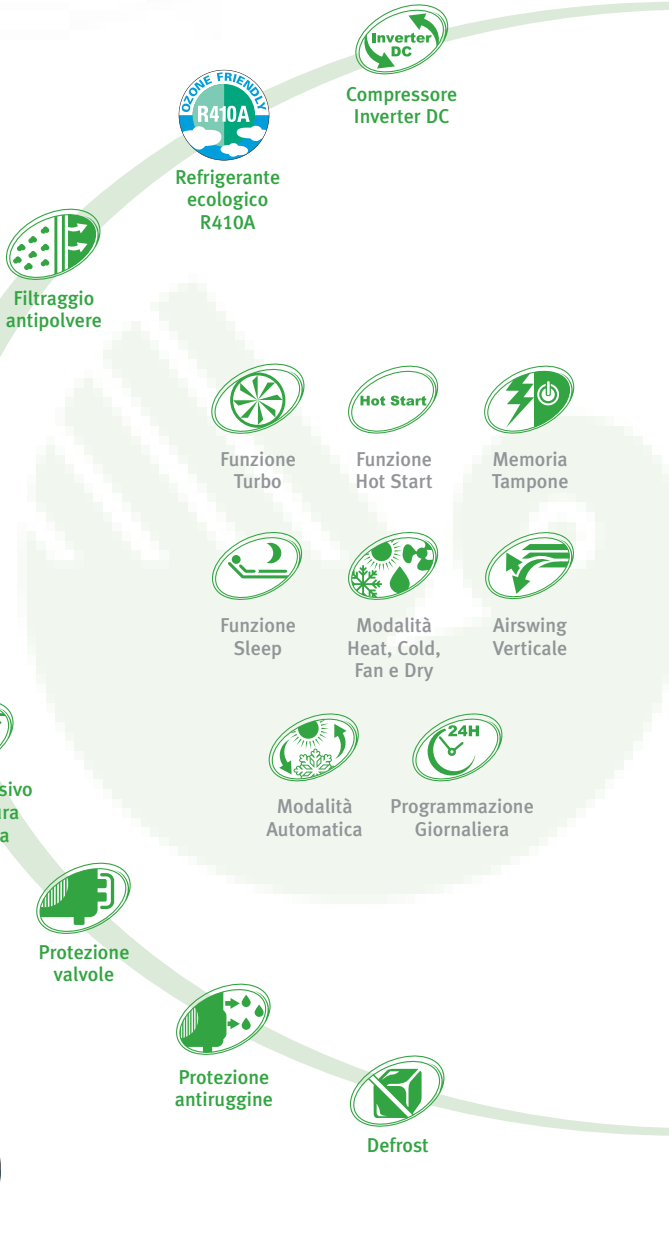 Inverter
DC
Compressore
Inverter DC
OZONE FRIENDLY
R410A
Refrigerante
ecologico
R410A
Filtraggio
antipolvere
Funzione
Turbo
Hot Start
Funzione
Hot Start
Memoria
Tampone
Funzione
Sleep
Modalità
Heat, Cold,
Fan e Dry
Airswing
Verticale
Modalità
Automatica
24H
Programmazione
Giornaliera
Protezione
valvole
Protezione
antiruggine
Defrost